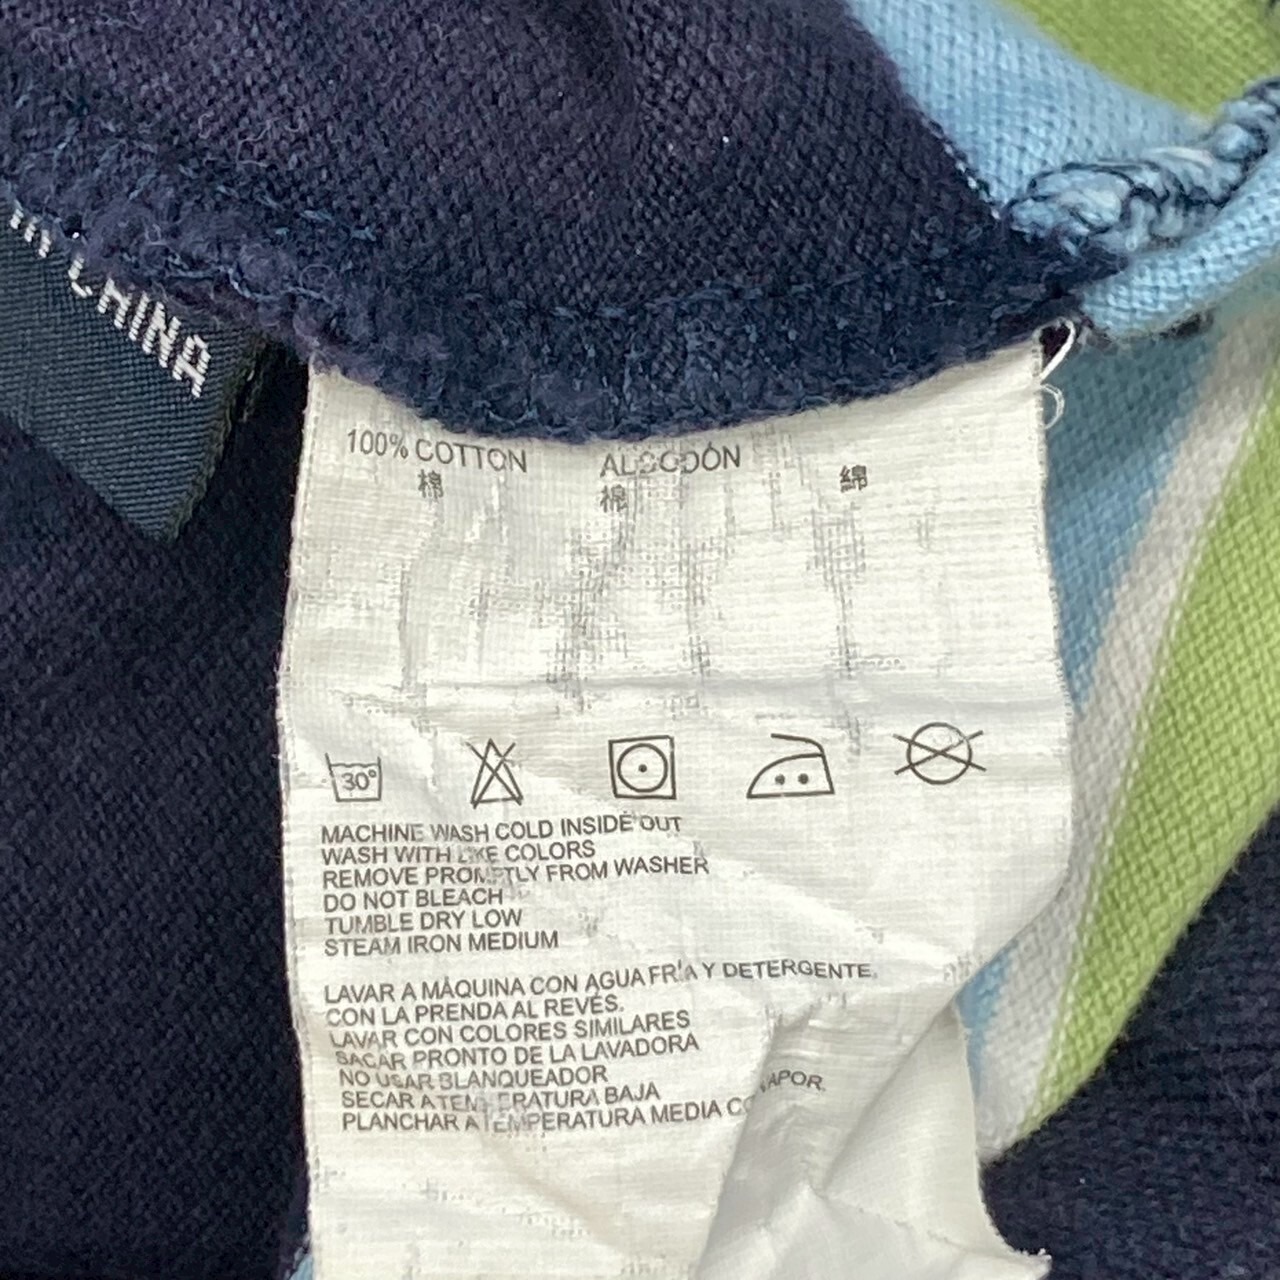 CHINA
100% COTTON ALGODÓN
棉 棉 綿
30°
MACHINE WASH COLD INSIDE OUT
WASH WITH LIKE COLORS
REMOVE PROMPTLY FROM WASHER
DO NOT BLEACH
TUMBLE DRY LOW
STEAM IRON MEDIUM
LAVAR A MÁQUINA CON AGUA FRÍA Y DETERGENTE,
CON LA PRENDA AL REVÉS.
LAVAR CON COLORES SIMILARES
SACAR PRONTO DE LA LAVADORA
NO USAR BLANQUEADOR
SECAR A TEMPERATURA BAJA
PLANCHAR A TEMPERATURA MEDIA